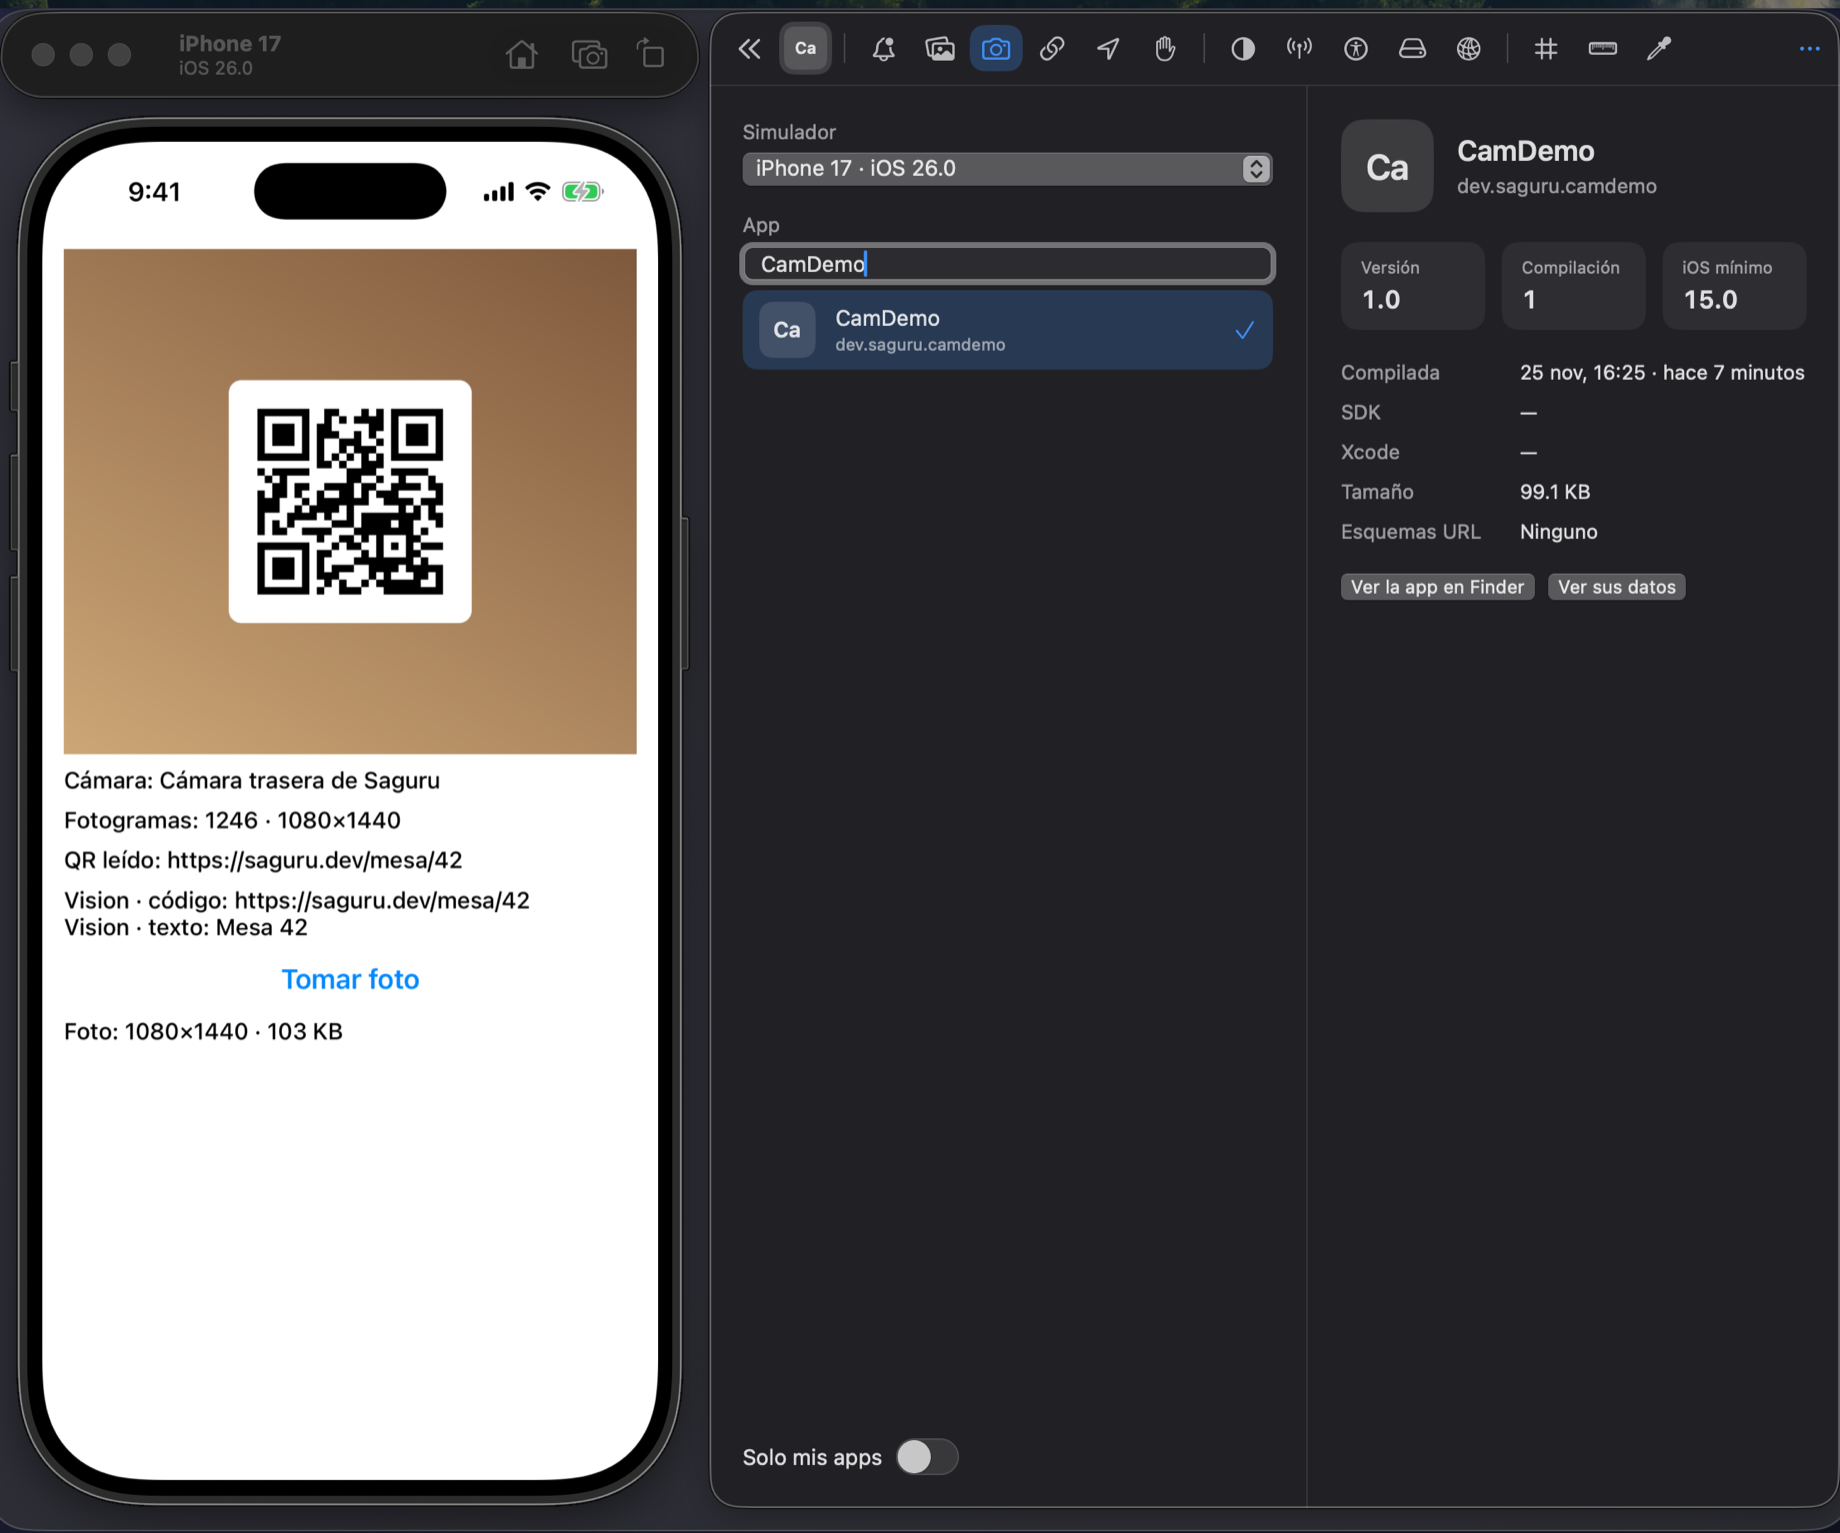 iPhone 17
iOS 26.0
9:41
Cámara: Cámara trasera de Saguru
Fotogramas: 1246 · 1080×1440
QR leído: https://saguru.dev/mesa/42
Vision · código: https://saguru.dev/mesa/42
Vision · texto: Mesa 42
Tomar foto
Foto: 1080×1440 · 103 KB
Ca
Simulador
iPhone 17 · iOS 26.0
App
CamDemo
Ca
CamDemo
dev.saguru.camdemo
Solo mis apps
Ca
CamDemo
dev.saguru.camdemo
Versión
1.0
Compilación
1
iOS mínimo
15.0
Compilada 25 nov, 16:25 · hace 7 minutos
SDK —
Xcode —
Tamaño 99.1 KB
Esquemas URL Ninguno
Ver la app en Finder Ver sus datos